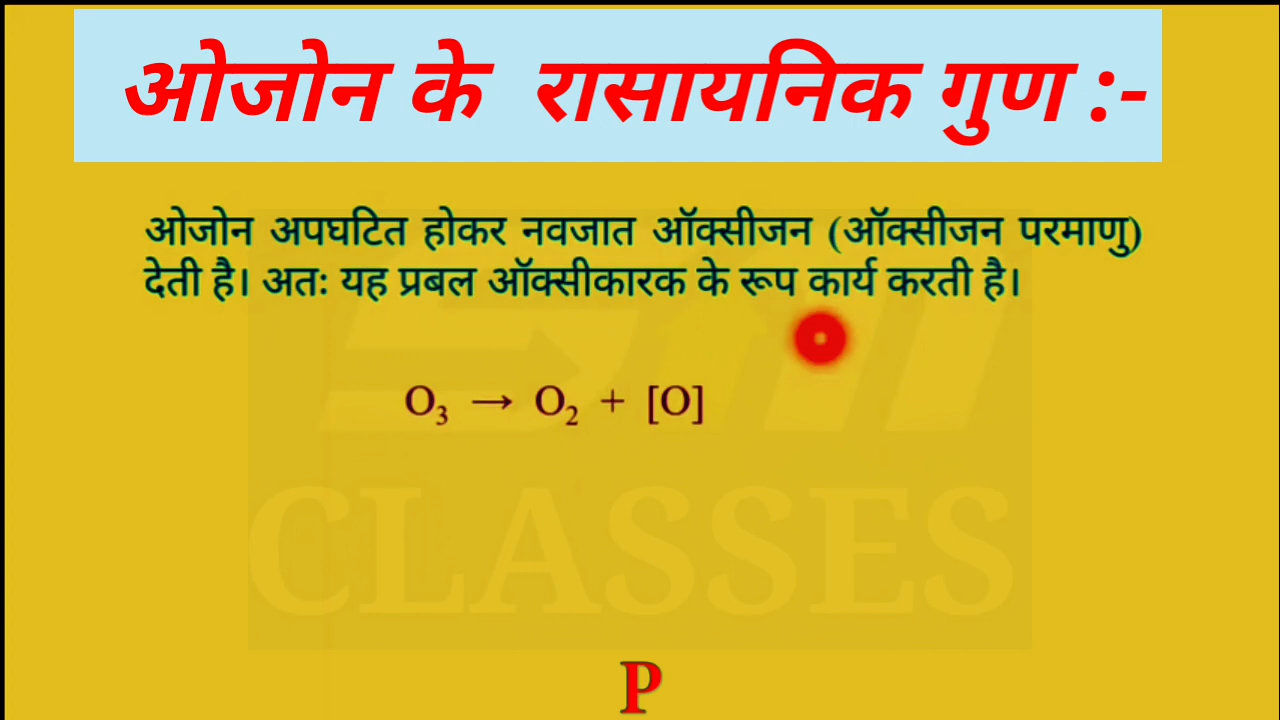 ओजोन के रासायनिक गुण :-
ओजोन अपघटित होकर नवजात ऑक्सीजन (ऑक्सीजन परमाणु)
देती है। अतः यह प्रबल ऑक्सीकारक के रूप कार्य करती है।
O₃ → O₂ + [O]
CLASSES
P